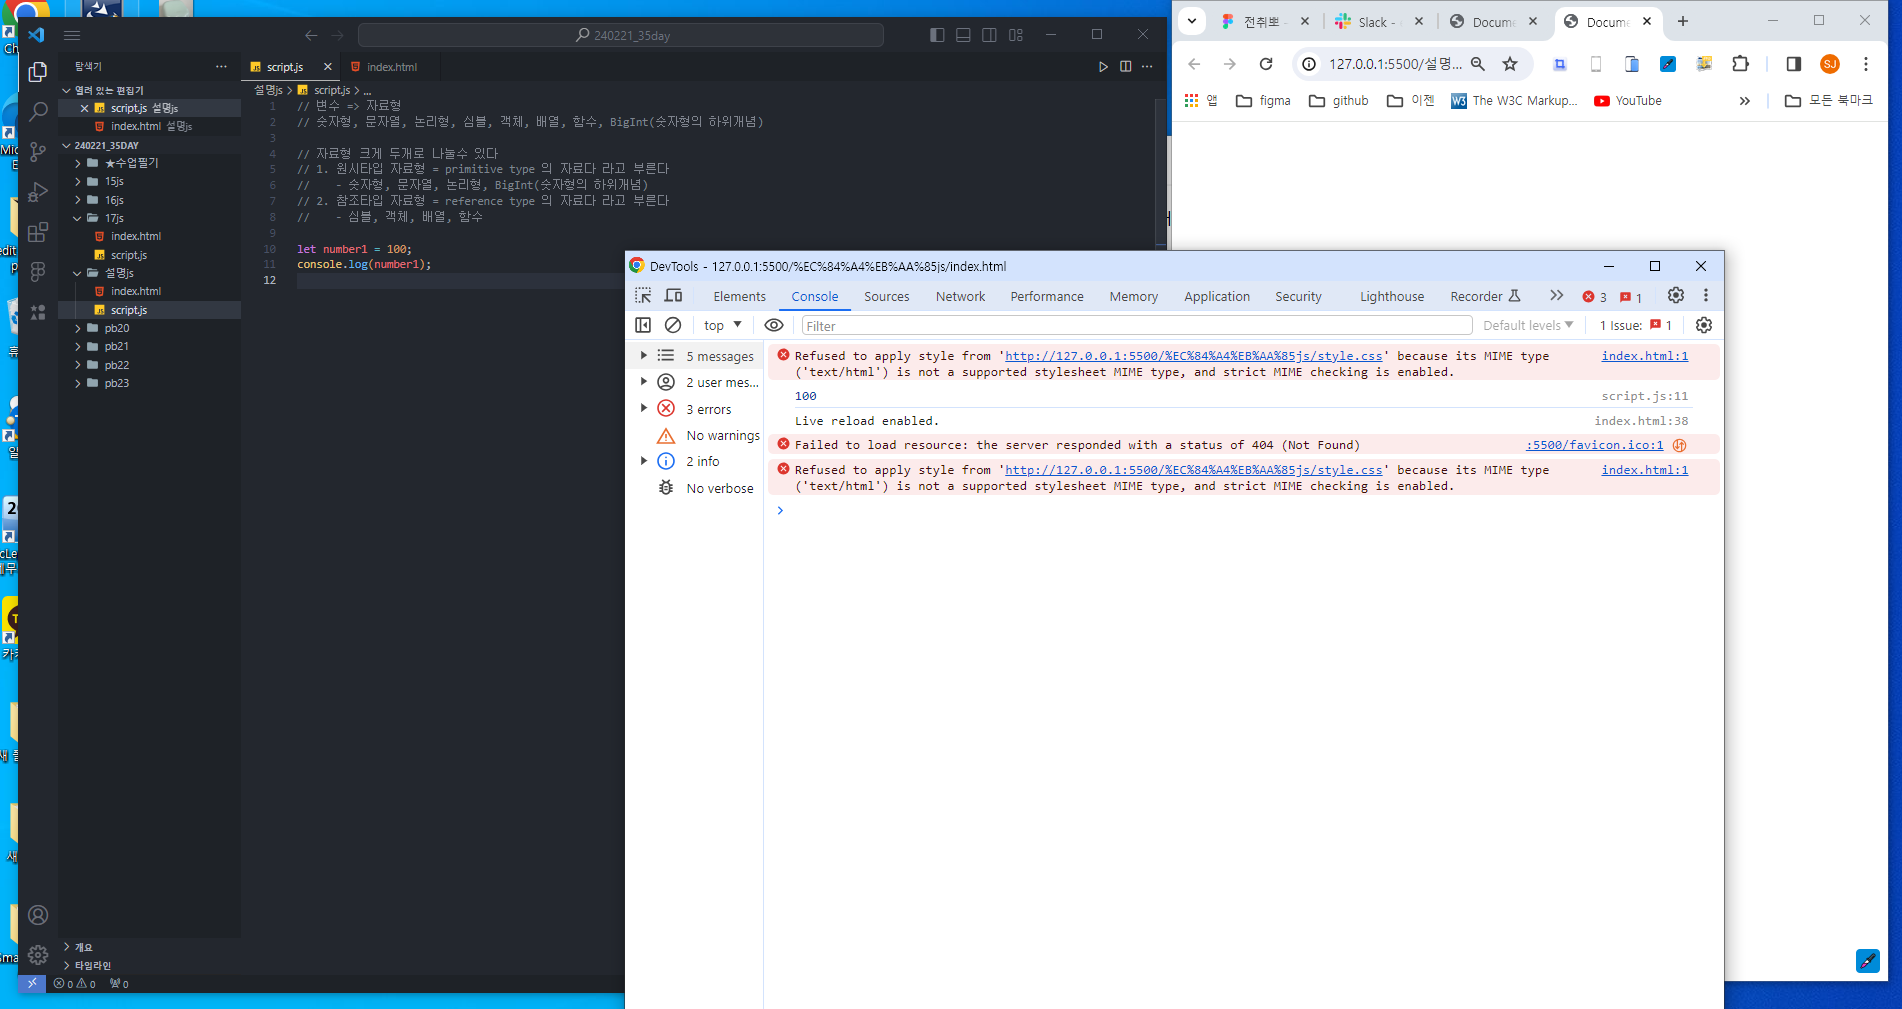 240221_35day
탐색기
열려 있는 편집기
script.js 설명js
index.html 설명js
240221_35DAY
★수업필기
15js
16js
17js
index.html
script.js
설명js
index.html
script.js
pb20
pb21
pb22
pb23
개요
타임라인
0 0 0
script.js
index.html
설명js > script.js > ...
1 // 변수 => 자료형
2 // 숫자형, 문자열, 논리형, 심볼, 객체, 배열, 함수, BigInt(숫자형의 하위개념)
3
4 // 자료형 크게 두개로 나눌수 있다
5 // 1. 원시타입 자료형 = primitive type 의 자료다 라고 부른다
6 //    - 숫자형, 문자열, 논리형, BigInt(숫자형의 하위개념)
7 // 2. 참조타입 자료형 = reference type 의 자료다 라고 부른다
8 //    - 심볼, 객체, 배열, 함수
9
10 let number1 = 100;
11 console.log(number1);
12
전취뽀 -
Slack -
Docume
Docume
127.0.0.1:5500/설명...
SJ
앱 figma github 이젠 The W3C Markup... YouTube » 모든 북마크
DevTools - 127.0.0.1:5500/%EC%84%A4%EB%AA%85js/index.html
Elements Console Sources Network Performance Memory Application Security Lighthouse Recorder 3 1
top Filter Default levels 1 Issue: 1
5 messages
2 user mes...
3 errors
No warnings
2 info
No verbose
Refused to apply style from 'http://127.0.0.1:5500/%EC%84%A4%EB%AA%85js/style.css' because its MIME type index.html:1
('text/html') is not a supported stylesheet MIME type, and strict MIME checking is enabled.
100 script.js:11
Live reload enabled. index.html:38
Failed to load resource: the server responded with a status of 404 (Not Found) :5500/favicon.ico:1
Refused to apply style from 'http://127.0.0.1:5500/%EC%84%A4%EB%AA%85js/style.css' because its MIME type index.html:1
('text/html') is not a supported stylesheet MIME type, and strict MIME checking is enabled.